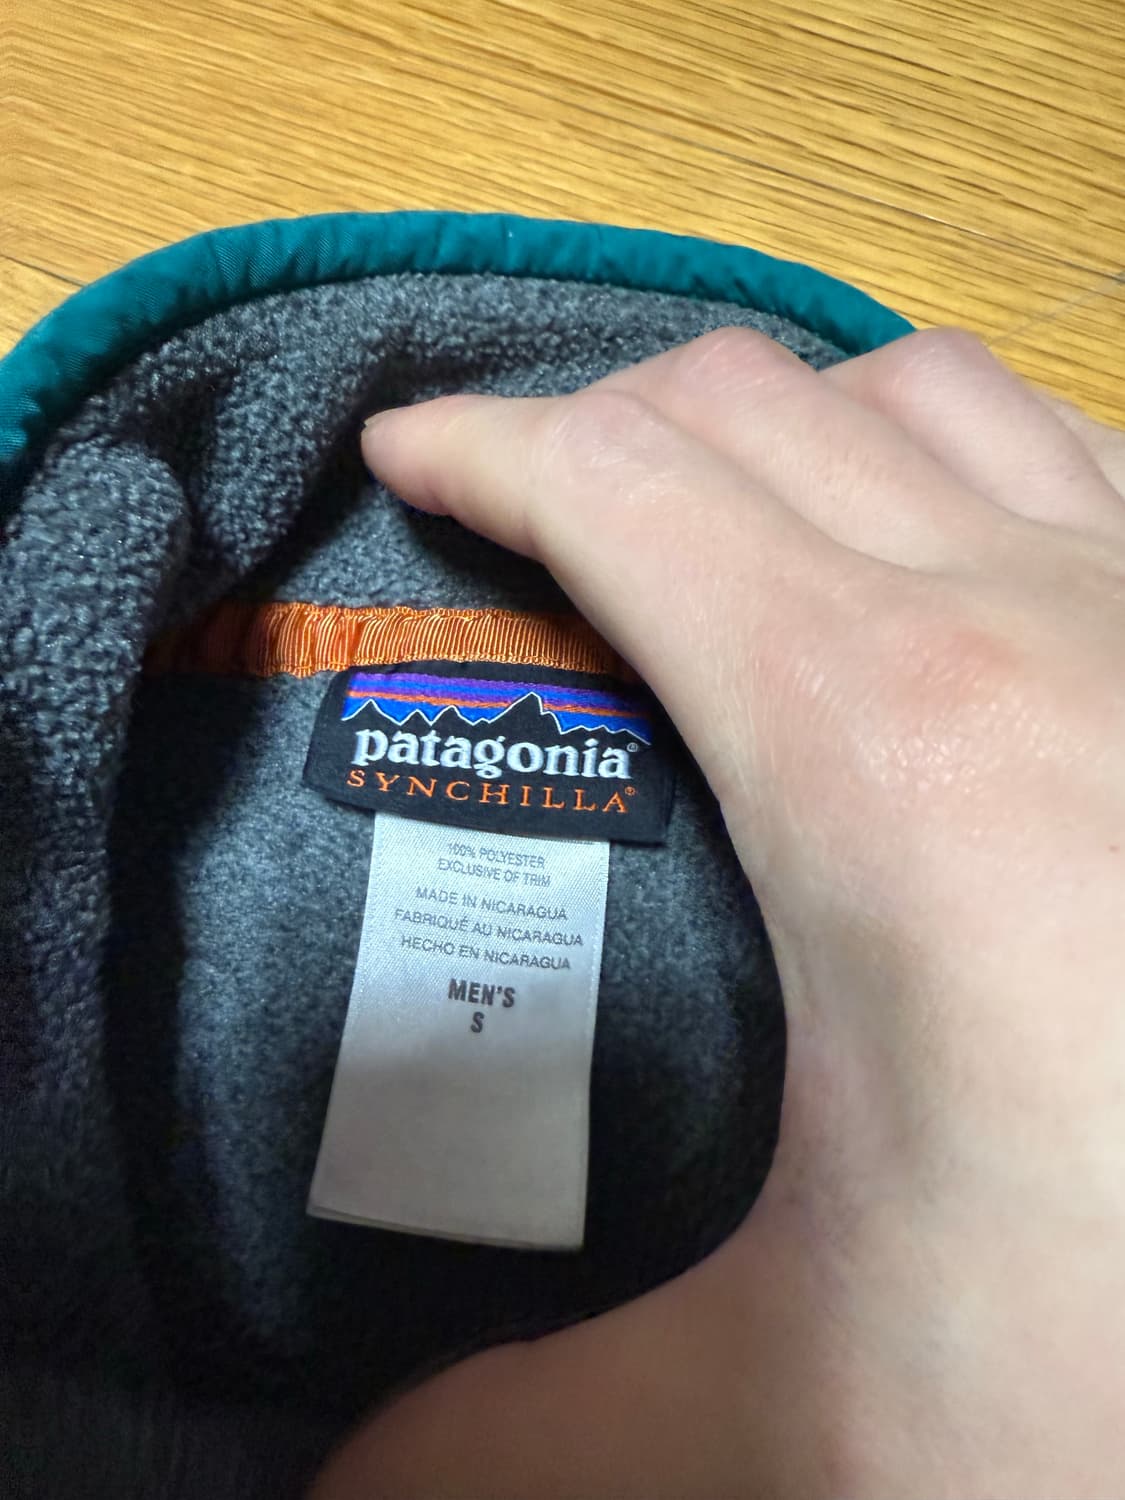 patagonia®
SYNCHILLA®
100% POLYESTER
EXCLUSIVE OF TRIM
MADE IN NICARAGUA
FABRIQUÉ AU NICARAGUA
HECHO EN NICARAGUA
MEN'S
S